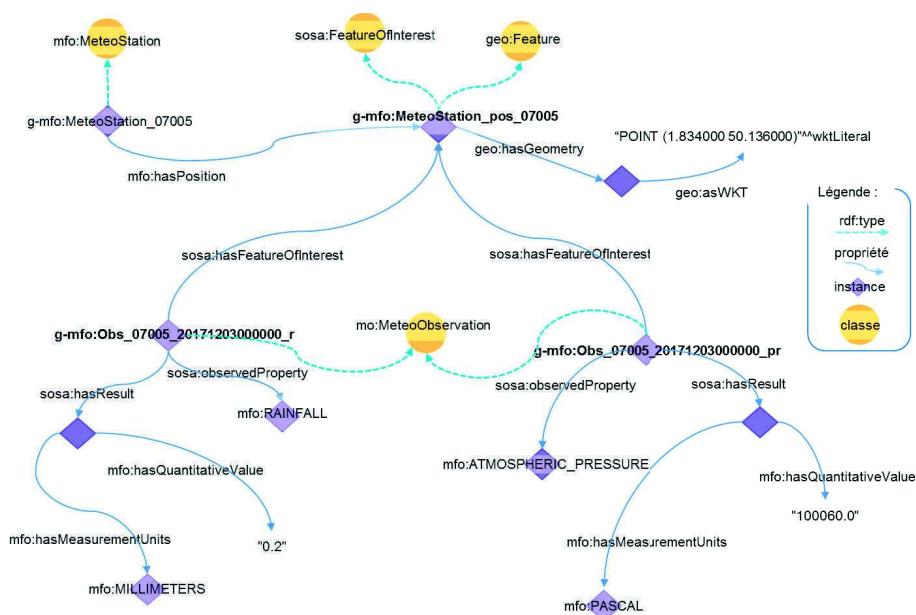 sosa:FeatureOfInterest
geo:Feature
mfo:MeteoStation
g-mfo:MeteoStation_07005
g-mfo:MeteoStation_pos_07005
geo:hasGeometry
"POINT (1.834000 50.136000)"^^wktLiteral
mfo:hasPosition
geo:asWKT
Légende :
rdf:type
propriété
instance
classe
sosa:hasFeatureOfInterest
sosa:hasFeatureOfInterest
mo:MeteoObservation
g-mfo:Obs_07005_20171203000000_r
g-mfo:Obs_07005_20171203000000_pr
sosa:observedProperty
sosa:observedProperty
sosa:hasResult
sosa:hasResult
mfo:RAINFALL
mfo:ATMOSPHERIC_PRESSURE
mfo:hasQuantitativeValue
mfo:hasQuantitativeValue
"100060.0"
mfo:hasMeasurementUnits
"0.2"
mfo:hasMeasurementUnits
mfo:MILLIMETERS
mfo:PASCAL